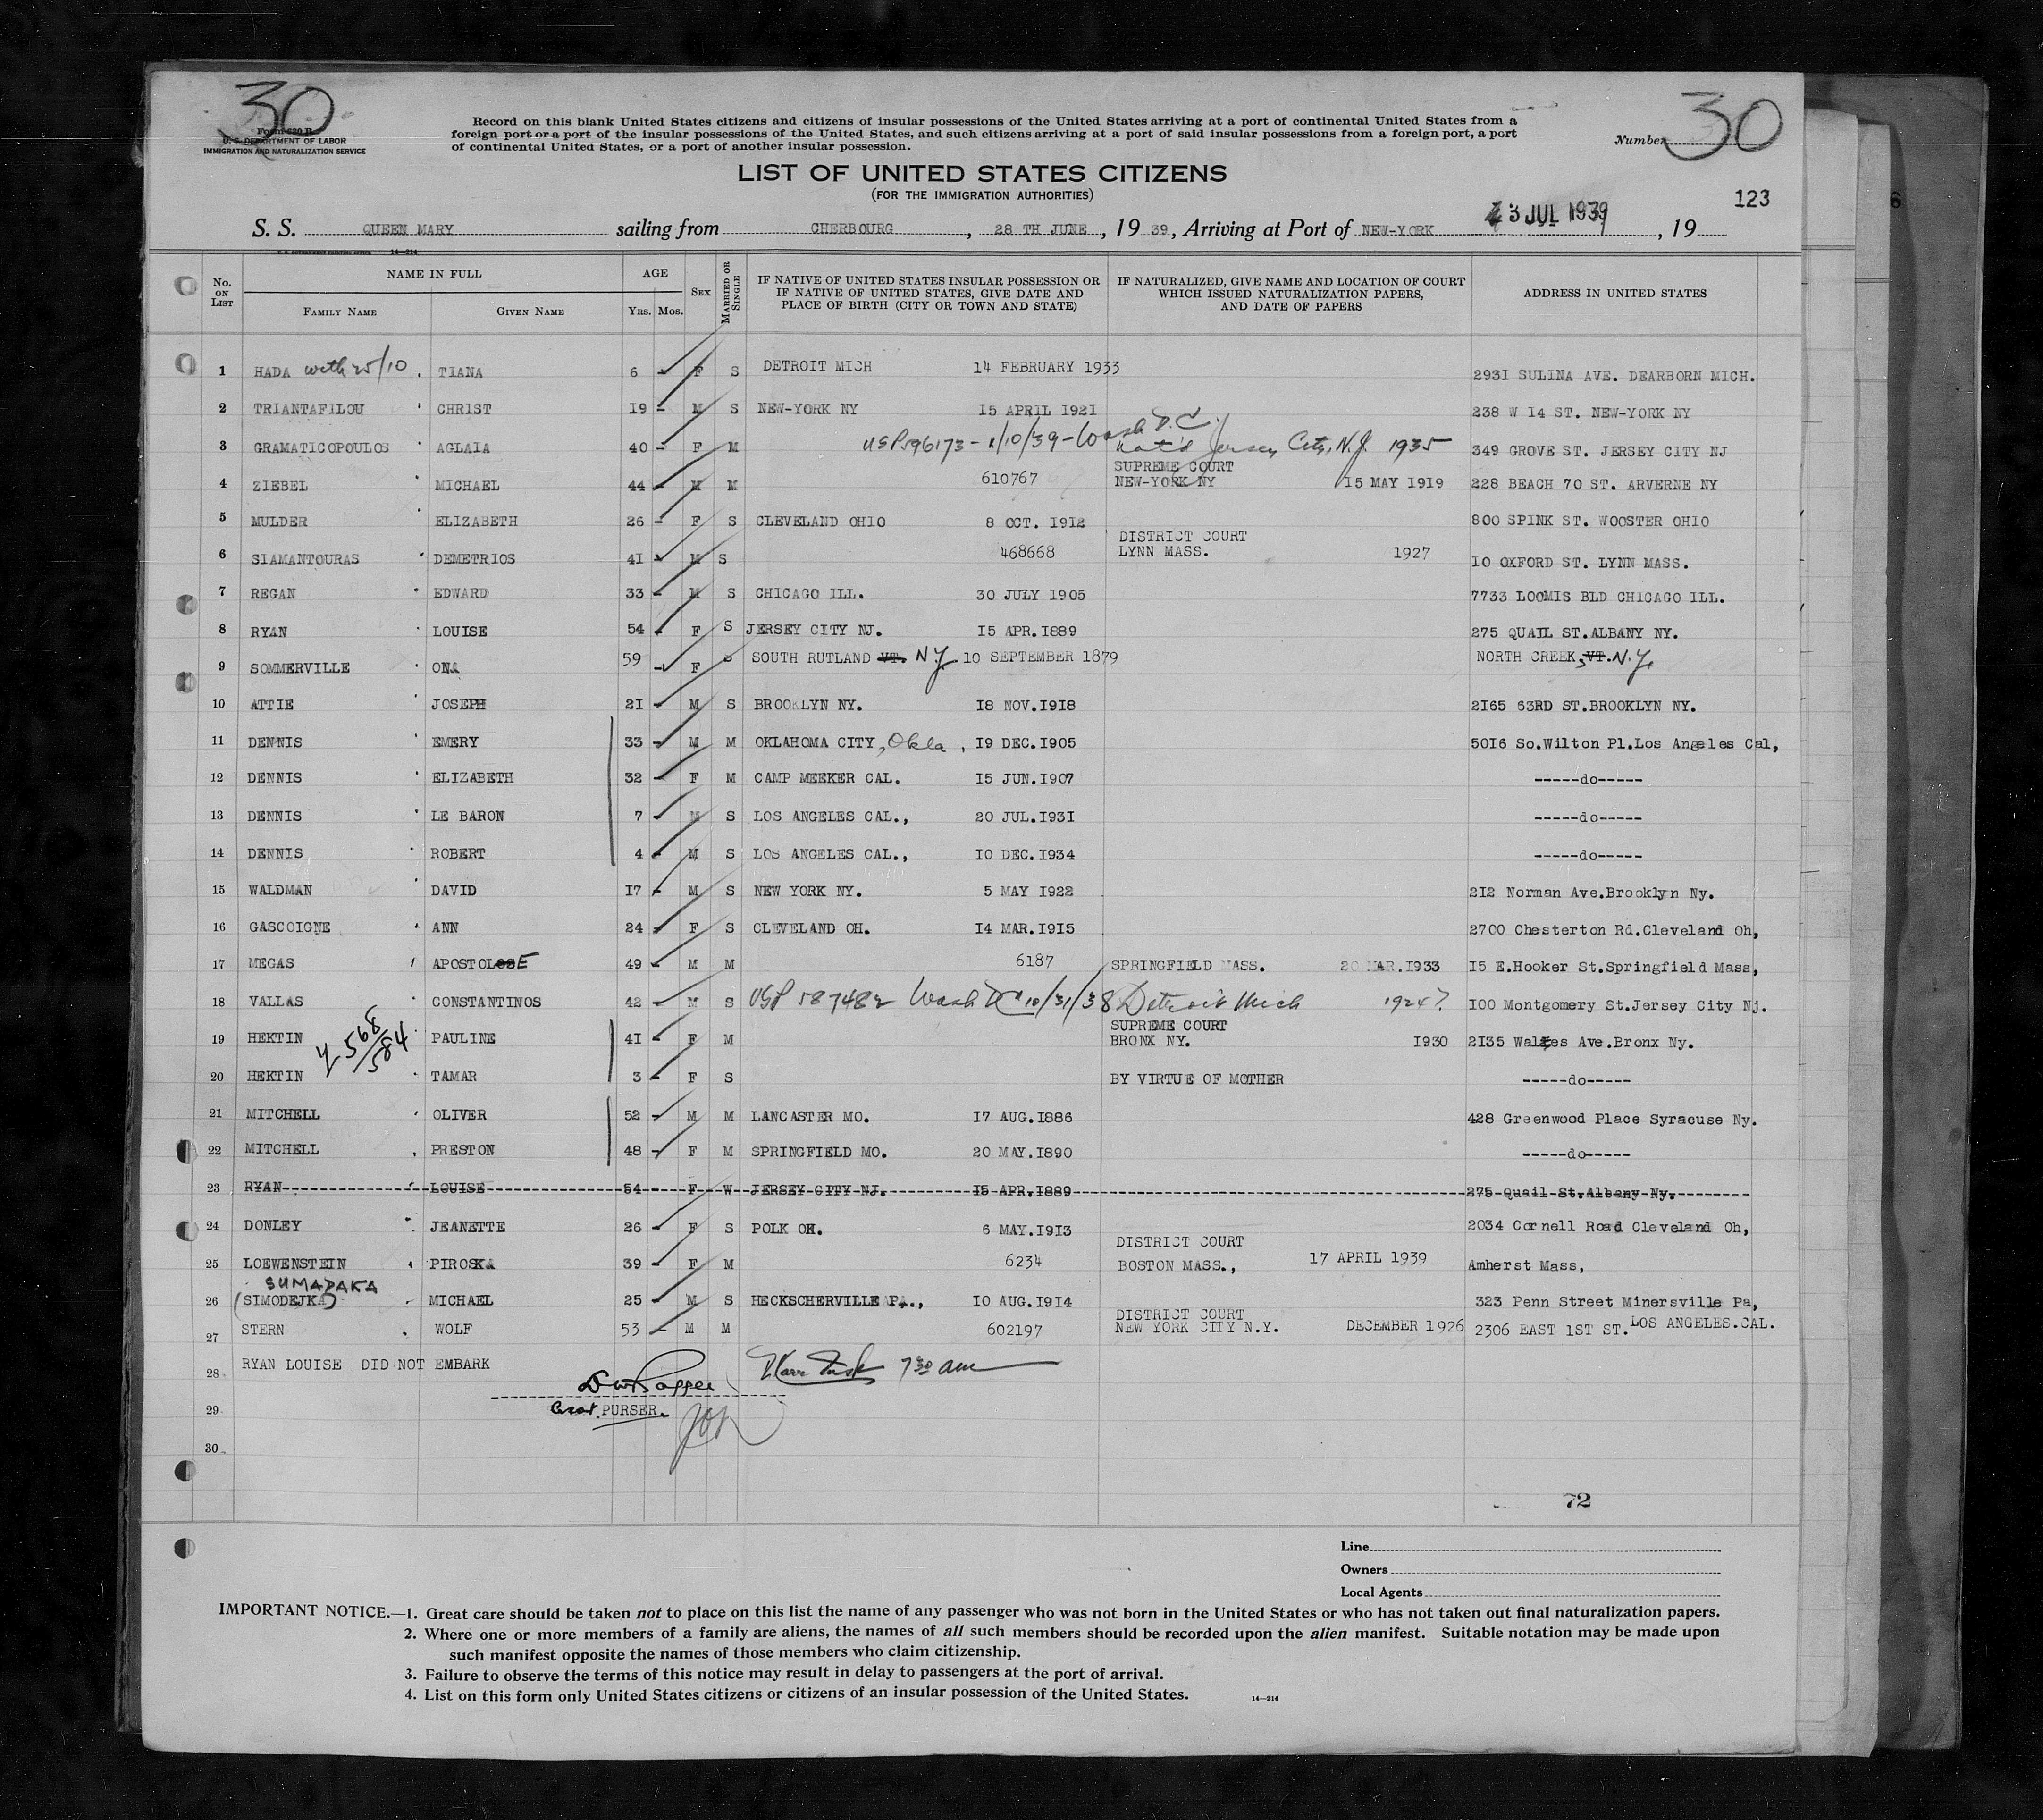 30
Form 630 B
U. S. DEPARTMENT OF LABOR
IMMIGRATION AND NATURALIZATION SERVICE
Record on this blank United States citizens and citizens of insular possessions of the United States arriving at a port of continental United States from a
foreign port or a port of the insular possessions of the United States, and such citizens arriving at a port of said insular possessions from a foreign port, a port
of continental United States, or a port of another insular possession.
Number 30
LIST OF UNITED STATES CITIZENS
(FOR THE IMMIGRATION AUTHORITIES)
123
S. S. QUEEN MARY sailing from CHERBOURG, 28 TH JUNE, 19 39, Arriving at Port of NEW-YORK 3 JUL 1939, 19
U. S. GOVERNMENT PRINTING OFFICE 14—214
No. ON LIST NAME IN FULL FAMILY NAME GIVEN NAME AGE YRS. MOS. SEX MARRIED OR SINGLE
IF NATIVE OF UNITED STATES INSULAR POSSESSION OR IF NATIVE OF UNITED STATES, GIVE DATE AND PLACE OF BIRTH (CITY OR TOWN AND STATE)
IF NATURALIZED, GIVE NAME AND LOCATION OF COURT WHICH ISSUED NATURALIZATION PAPERS, AND DATE OF PAPERS
ADDRESS IN UNITED STATES
1 HADA with 25/10 TIANA 6 - F S DETROIT MICH 14 FEBRUARY 1933 2931 SULINA AVE. DEARBORN MICH.
2 TRIANTAFILOU CHRIST 19 - M S NEW-YORK NY 15 APRIL 1921 238 W 14 ST. NEW-YORK NY
3 GRAMATICOPOULOS AGLAIA 40 - F M USP596173 - 1/10/39 - Wash D.C. Nat'd Jersey City, N.J. 1935 349 GROVE ST. JERSEY CITY NJ
4 ZIEBEL MICHAEL 44 - M M 610767 SUPREME COURT NEW-YORK NY 15 MAY 1919 228 BEACH 70 ST. ARVERNE NY
5 MULDER ELIZABETH 26 - F S CLEVELAND OHIO 8 OCT. 1912 800 SPINK ST. WOOSTER OHIO
6 SIAMANTOURAS DEMETRIOS 41 M S 468668 DISTRICT COURT LYNN MASS. 1927 10 OXFORD ST. LYNN MASS.
7 REGAN EDWARD 33 - M S CHICAGO ILL. 30 JULY 1905 7733 LOOMIS BLD CHICAGO ILL.
8 RYAN LOUISE 54 - F S JERSEY CITY NJ. 15 APR.1889 275 QUAIL ST.ALBANY NY.
9 SOMMERVILLE ONA 59 - F S SOUTH RUTLAND VT. N.Y. 10 SEPTEMBER 1879 NORTH CREEK, VT. N.Y.
10 ATTIE JOSEPH 21 - M S BROOKLYN NY. 18 NOV.1918 2165 63RD ST.BROOKLYN NY.
11 DENNIS EMERY 33 - M M OKLAHOMA CITY, Okla, 19 DEC.1905 5016 So.Wilton Pl.Los Angeles Cal,
12 DENNIS ELIZABETH 32 - F M CAMP MEEKER CAL. 15 JUN.1907 -----do-----
13 DENNIS LE BARON 7 - M S LOS ANGELES CAL., 20 JUL.1931 -----do-----
14 DENNIS ROBERT 4 - M S LOS ANGELES CAL., 10 DEC.1934 -----do-----
15 WALDMAN DAVID 17 - M S NEW YORK NY. 5 MAY 1922 212 Norman Ave.Brooklyn Ny.
16 GASCOIGNE ANN 24 - F S CLEVELAND OH. 14 MAR.1915 2700 Chesterton Rd.Cleveland Oh,
17 MEGAS APOSTOLE 49 - M M 6187 SPRINGFIELD MASS. 20 MAR.1933 15 E.Hooker St.Springfield Mass,
18 VALLAS CONSTANTINOS 42 - M S USP 587482 Wash DC 10/31/38 Detroit Mich 1924? 100 Montgomery St.Jersey City Nj.
19 HEKTIN 568/584 PAULINE 41 - F M SUPREME COURT BRONX NY. 1930 2135 Walles Ave.Bronx Ny.
20 HEKTIN TAMAR 3 - F S BY VIRTUE OF MOTHER -----do-----
21 MITCHELL OLIVER 52 - M M LANCASTER MO. 17 AUG.1886 428 Greenwood Place Syracuse Ny.
22 MITCHELL PRESTON 48 - F M SPRINGFIELD MO. 20 MAY.1890 -----do-----
23 RYAN LOUISE 54 - F W JERSEY CITY NJ. 15 APR.1889 275 Quail St.Albany Ny.
24 DONLEY JEANETTE 26 - F S POLK OH. 6 MAY.1913 2034 Cornell Road Cleveland Oh,
25 LOEWENSTEIN PIROSKA 39 - F M 6234 DISTRICT COURT BOSTON MASS., 17 APRIL 1939 Amherst Mass,
SUMADAKA
26 (SIMODEJKA) MICHAEL 25 - M S HECKSCHERVILLE PA., 10 AUG.1914 323 Penn Street Minersville Pa,
27 STERN WOLF 53 - M M 602197 DISTRICT COURT NEW YORK CITY N.Y. DECEMBER 1926 2306 EAST 1ST ST. LOS ANGELES.CAL.
28 RYAN LOUISE DID NOT EMBARK 7 30 am
29 Asst. PURSER.
30
72
Line
Owners
Local Agents
IMPORTANT NOTICE.—1. Great care should be taken not to place on this list the name of any passenger who was not born in the United States or who has not taken out final naturalization papers.
2. Where one or more members of a family are aliens, the names of all such members should be recorded upon the alien manifest. Suitable notation may be made upon
such manifest opposite the names of those members who claim citizenship.
3. Failure to observe the terms of this notice may result in delay to passengers at the port of arrival.
4. List on this form only United States citizens or citizens of an insular possession of the United States.
14—214